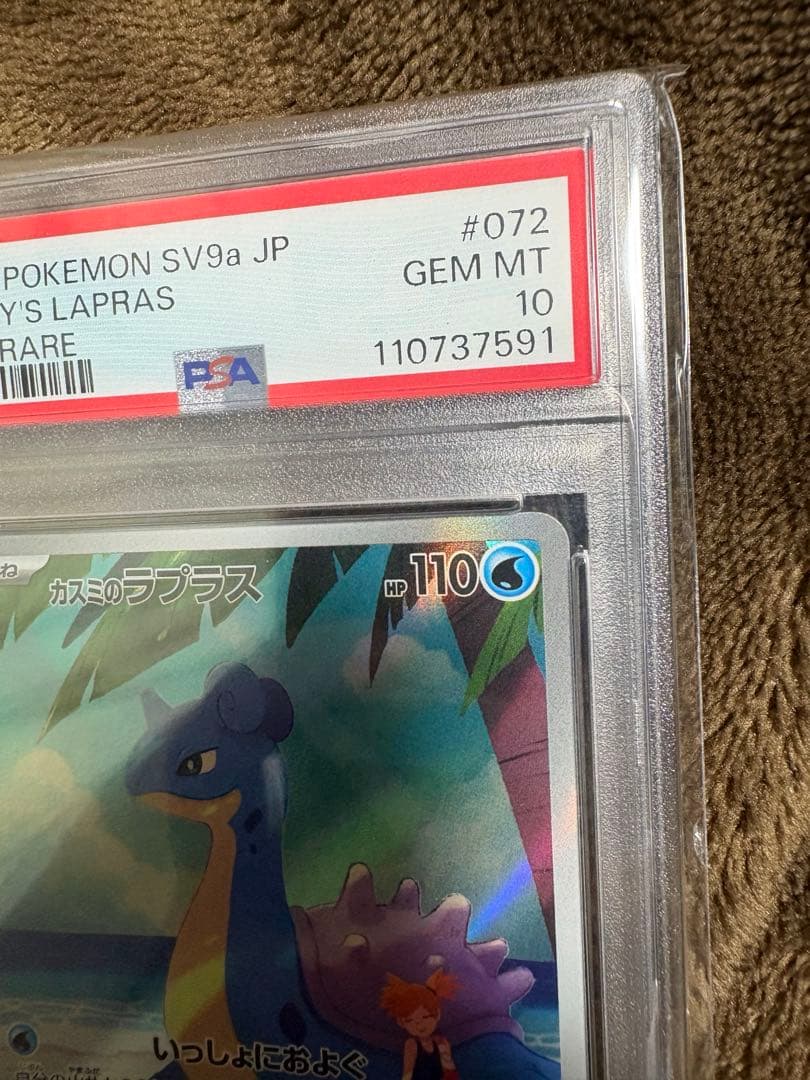 POKEMON SV9a JP
#072
Y'S LAPRAS
GEM MT
RARE
10
PSA
110737591
ね
カスミのラプラス
HP 110
いっしょにおよぐ